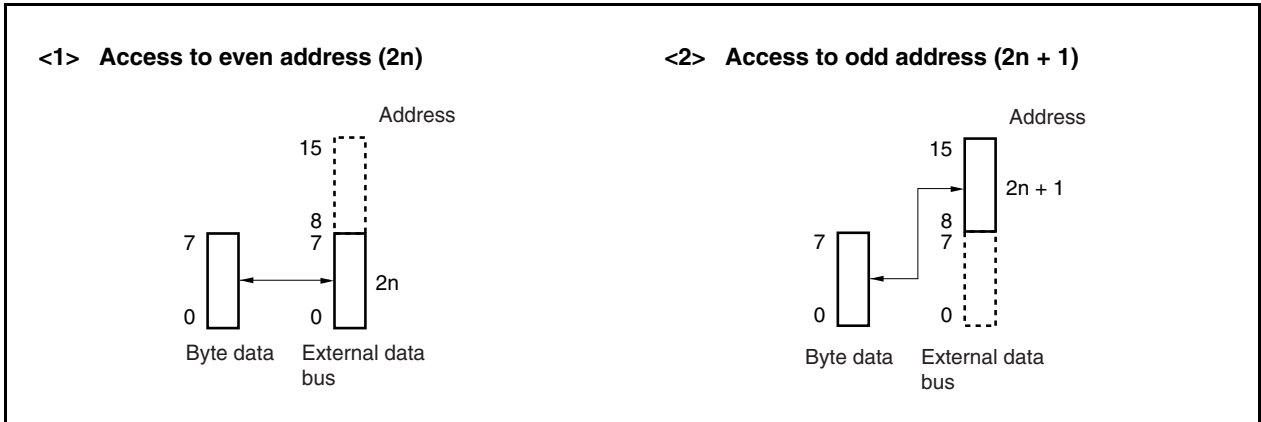 <1> Access to even address (2n)
Address
15
8
7
7
2n
0
0
Byte data
External data
bus
<2> Access to odd address (2n + 1)
Address
15
2n + 1
8
7
7
0
0
Byte data
External data
bus